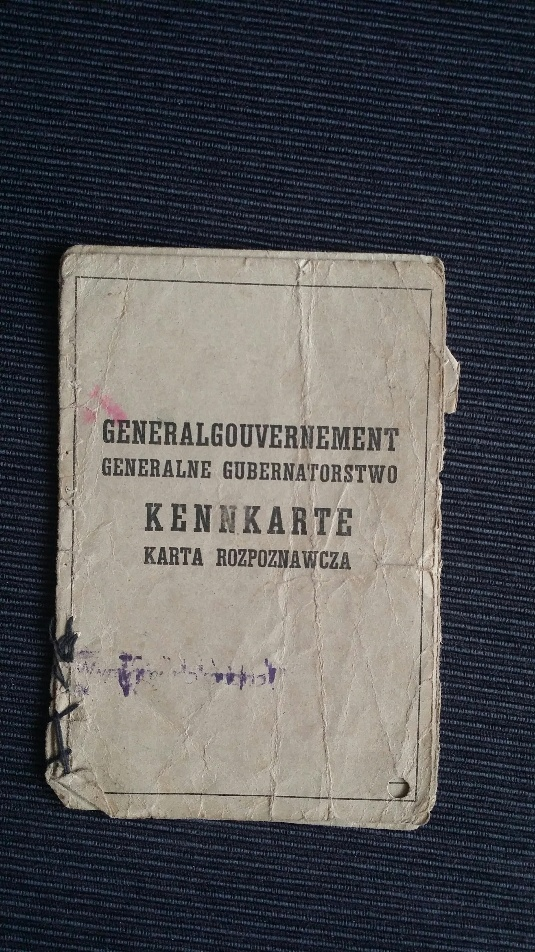 GENERALGOUVERNEMENT
GENERALNE GUBERNATORSTWO
KENNKARTE
KARTA ROZPOZNAWCZA